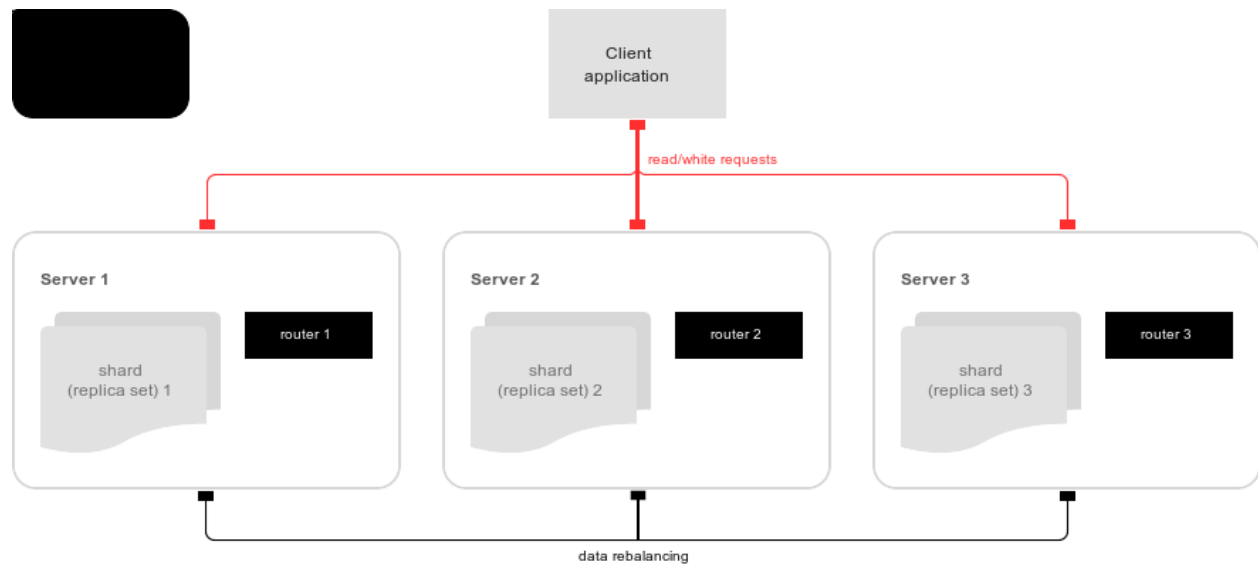 Client
application
read/white requests
Server 1
router 1
shard
(replica set) 1
Server 2
router 2
shard
(replica set) 2
Server 3
router 3
shard
(replica set) 3
data rebalancing